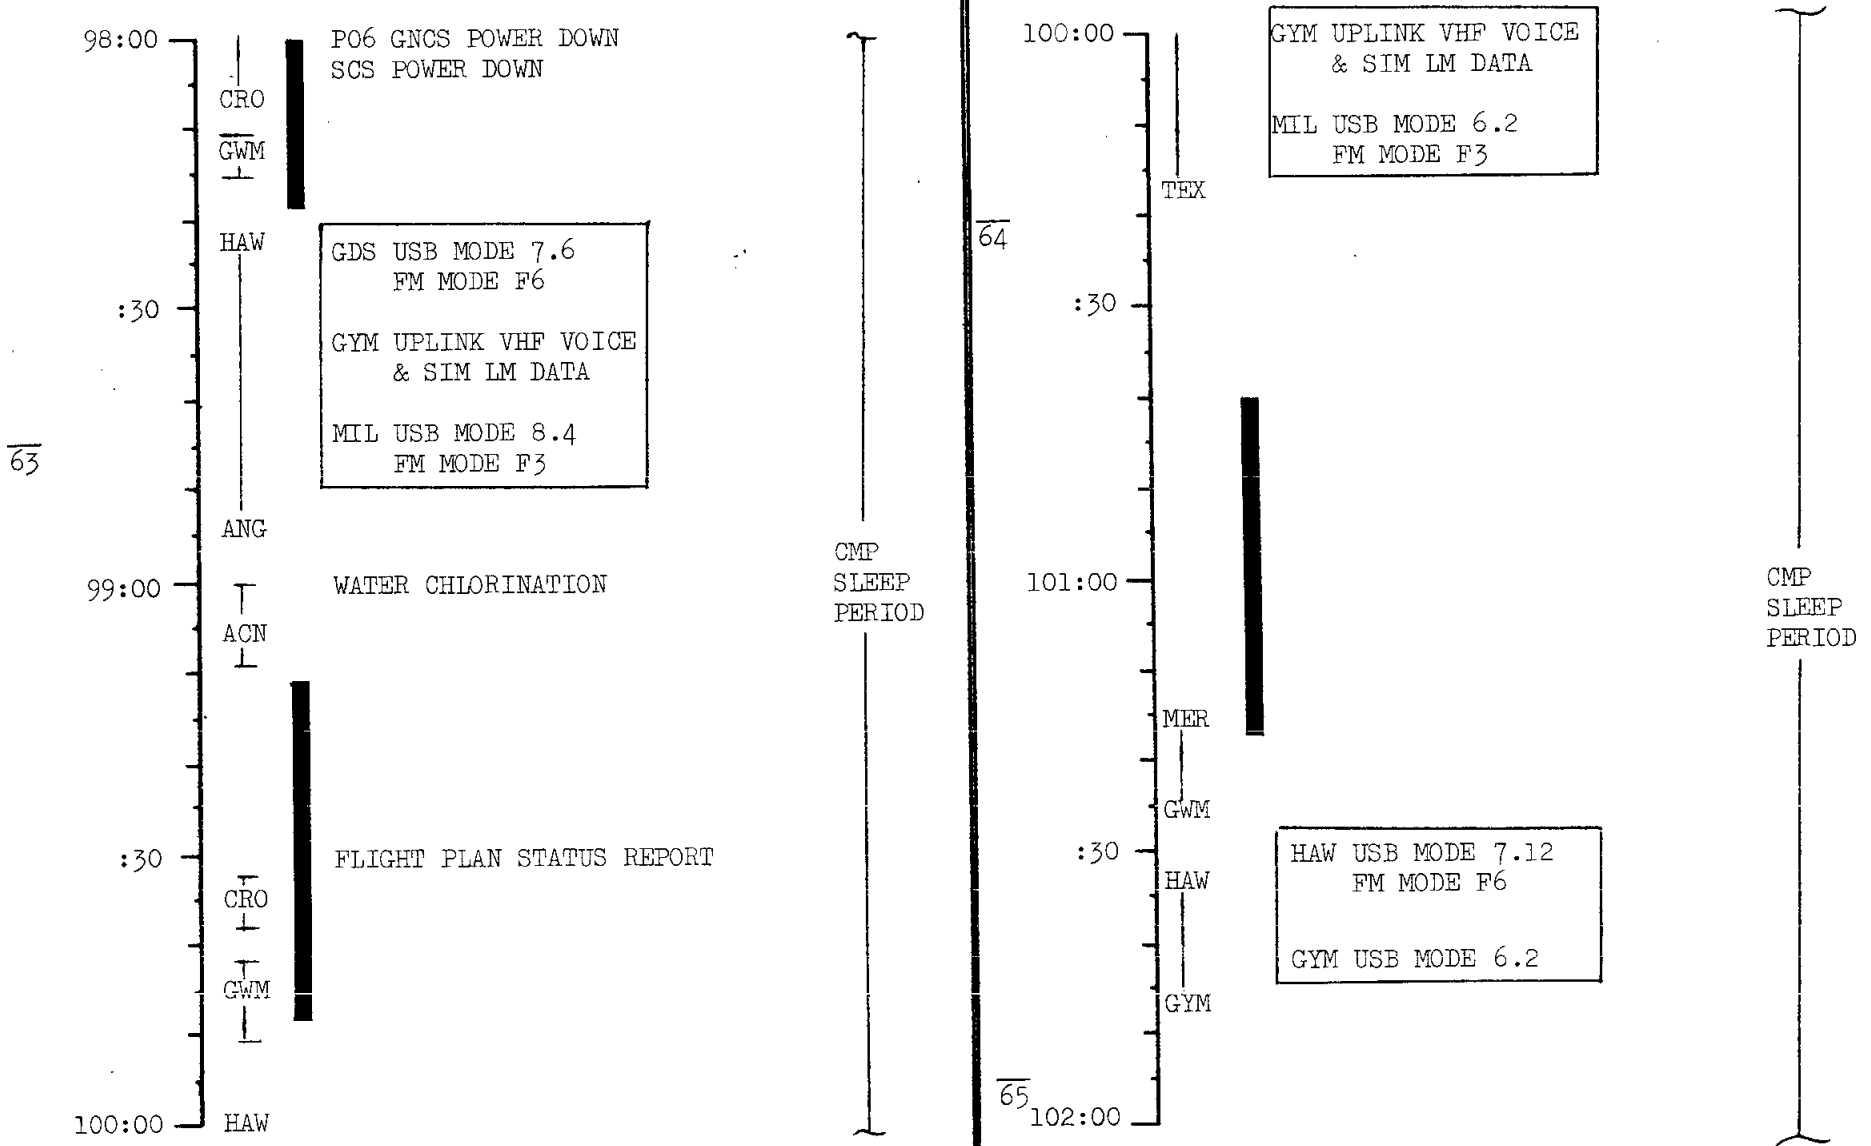 98:00
P06 GNCS POWER DOWN
SCS POWER DOWN
CRO
GWM
HAW
GDS USB MODE 7.6
FM MODE F6
:30
GYM UPLINK VHF VOICE
& SIM LM DATA
MIL USB MODE 8.4
FM MODE F3
63
ANG
CMP
SLEEP
PERIOD
99:00
WATER CHLORINATION
ACN
:30
FLIGHT PLAN STATUS REPORT
CRO
GWM
100:00
HAW
100:00
GYM UPLINK VHF VOICE
& SIM LM DATA
MIL USB MODE 6.2
FM MODE F3
TEX
64
:30
101:00
CMP
SLEEP
PERIOD
MER
GWM
:30
HAW USB MODE 7.12
FM MODE F6
HAW
GYM USB MODE 6.2
GYM
65
102:00